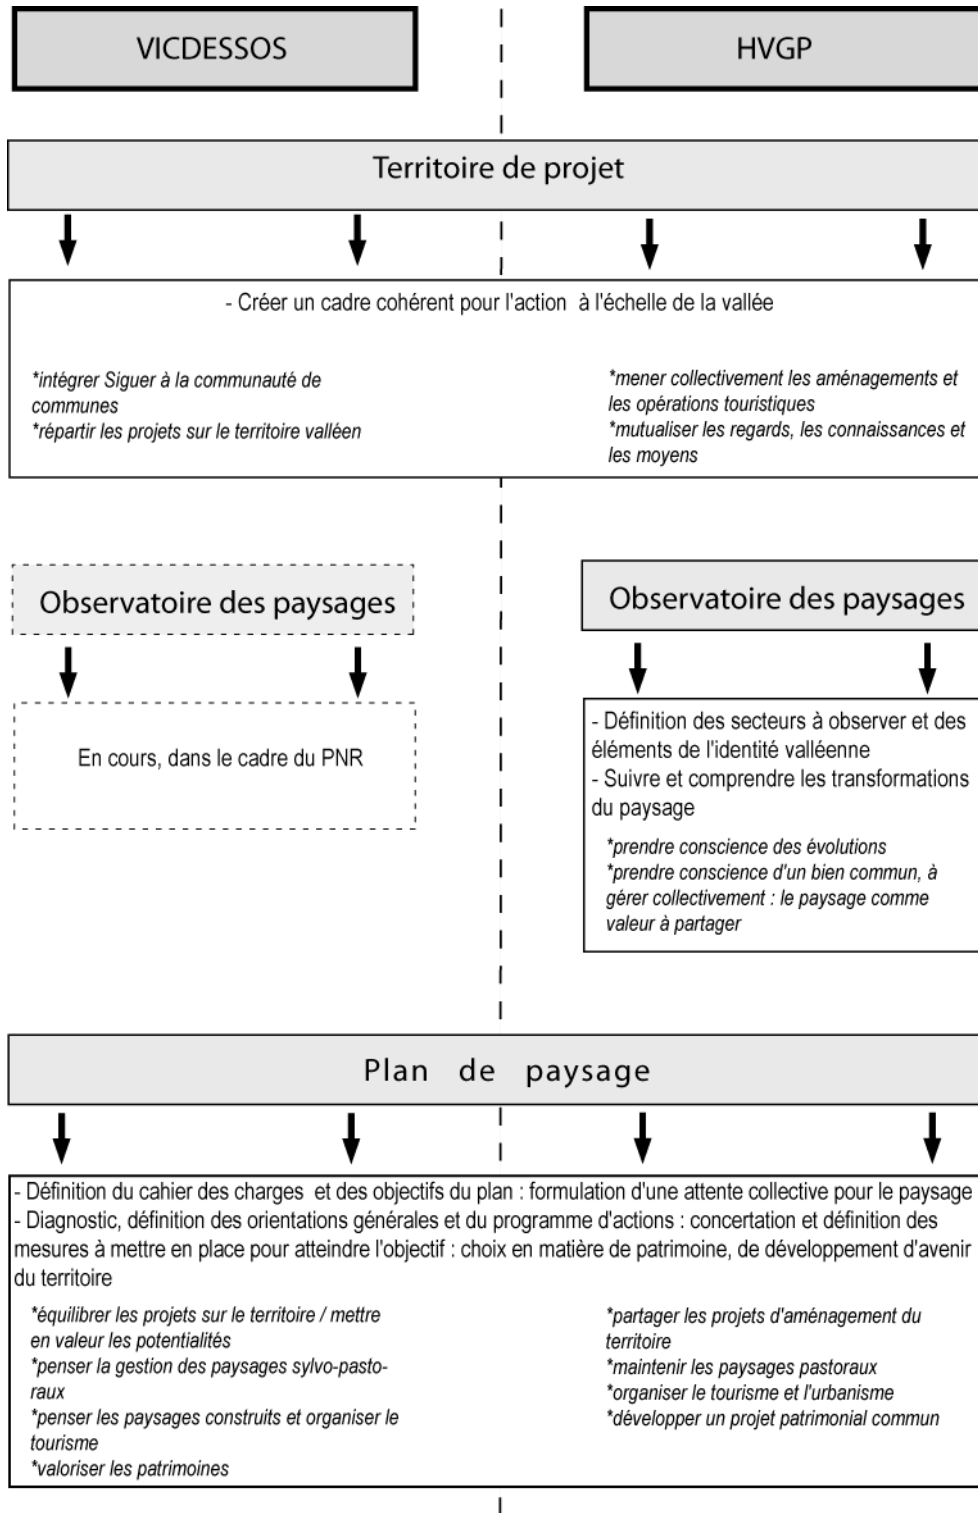 VICDESSOS
HVGP
Territoire de projet
- Créer un cadre cohérent pour l'action à l'échelle de la vallée
*intégrer Siguer à la communauté de
communes
*répartir les projets sur le territoire valléen
*mener collectivement les aménagements et
les opérations touristiques
*mutualiser les regards, les connaissances et
les moyens
Observatoire des paysages
En cours, dans le cadre du PNR
Observatoire des paysages
- Définition des secteurs à observer et des
éléments de l'identité valléenne
- Suivre et comprendre les transformations
du paysage
*prendre conscience des évolutions
*prendre conscience d'un bien commun, à
gérer collectivement : le paysage comme
valeur à partager
Plan de paysage
- Définition du cahier des charges et des objectifs du plan : formulation d'une attente collective pour le paysage
- Diagnostic, définition des orientations générales et du programme d'actions : concertation et définition des
mesures à mettre en place pour atteindre l'objectif : choix en matière de patrimoine, de développement d'avenir
du territoire
*équilibrer les projets sur le territoire / mettre
en valeur les potentialités
*penser la gestion des paysages sylvo-pasto-
raux
*penser les paysages construits et organiser le
tourisme
*valoriser les patrimoines
*partager les projets d'aménagement du
territoire
*maintenir les paysages pastoraux
*organiser le tourisme et l'urbanisme
*développer un projet patrimonial commun